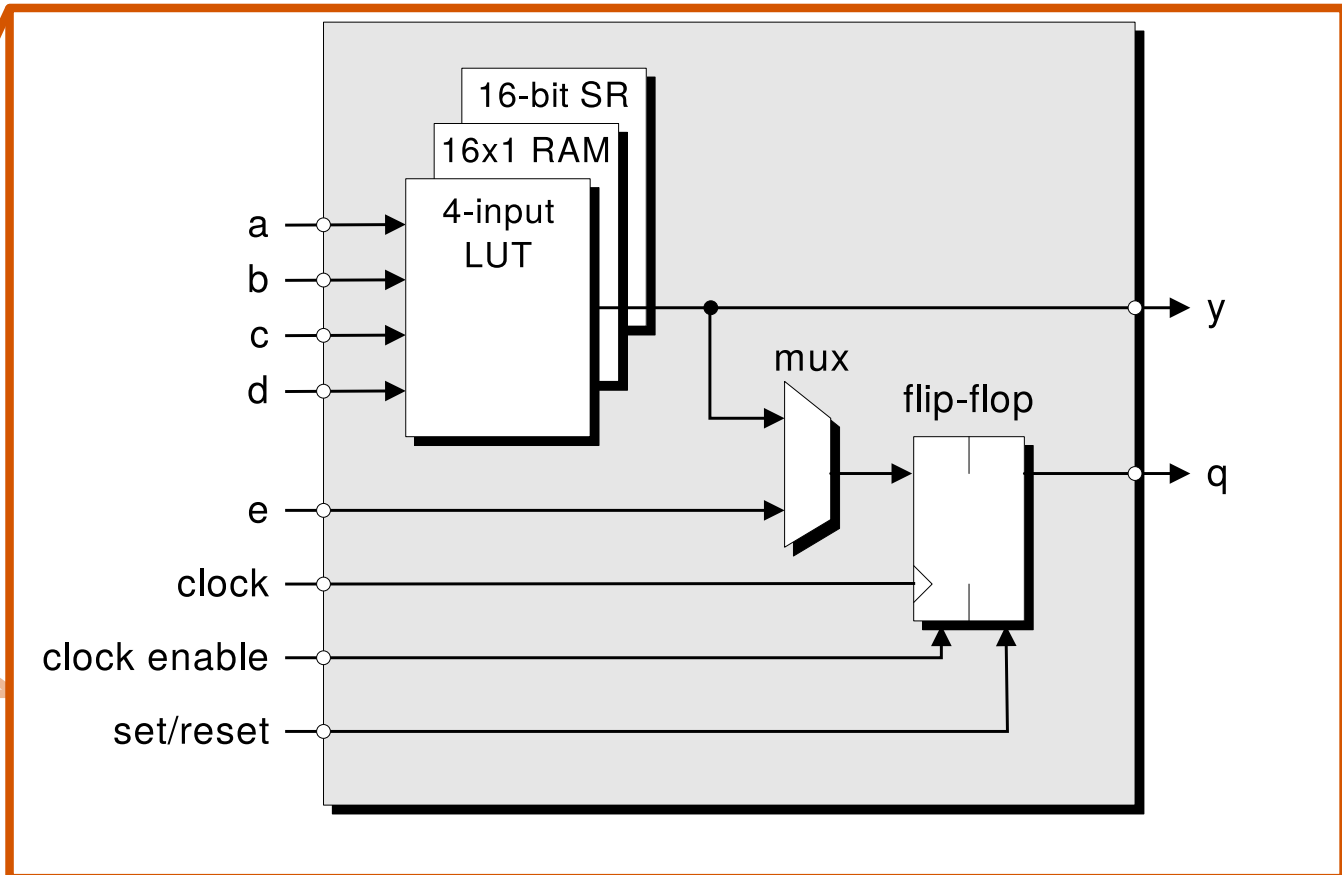 16-bit SR
16x1 RAM
4-input
LUT
a
b
c
d
e
clock
clock enable
set/reset
mux
flip-flop
y
q